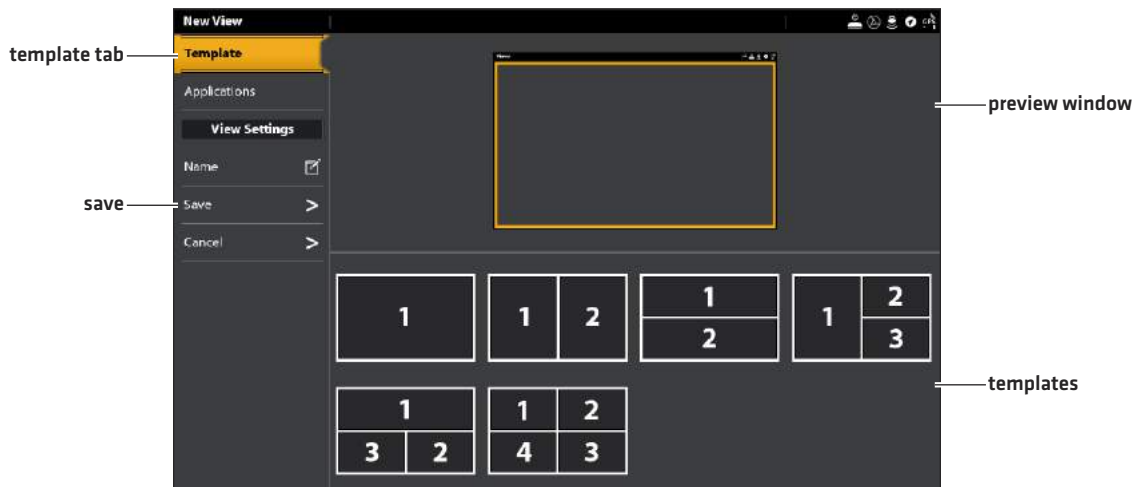 New View
GPS
template tab
Template
Applications
preview window
View Settings
Name
save
Save >
Cancel >
1
1 2
1
2
1
2
3
templates
1
3 2
1 2
4 3